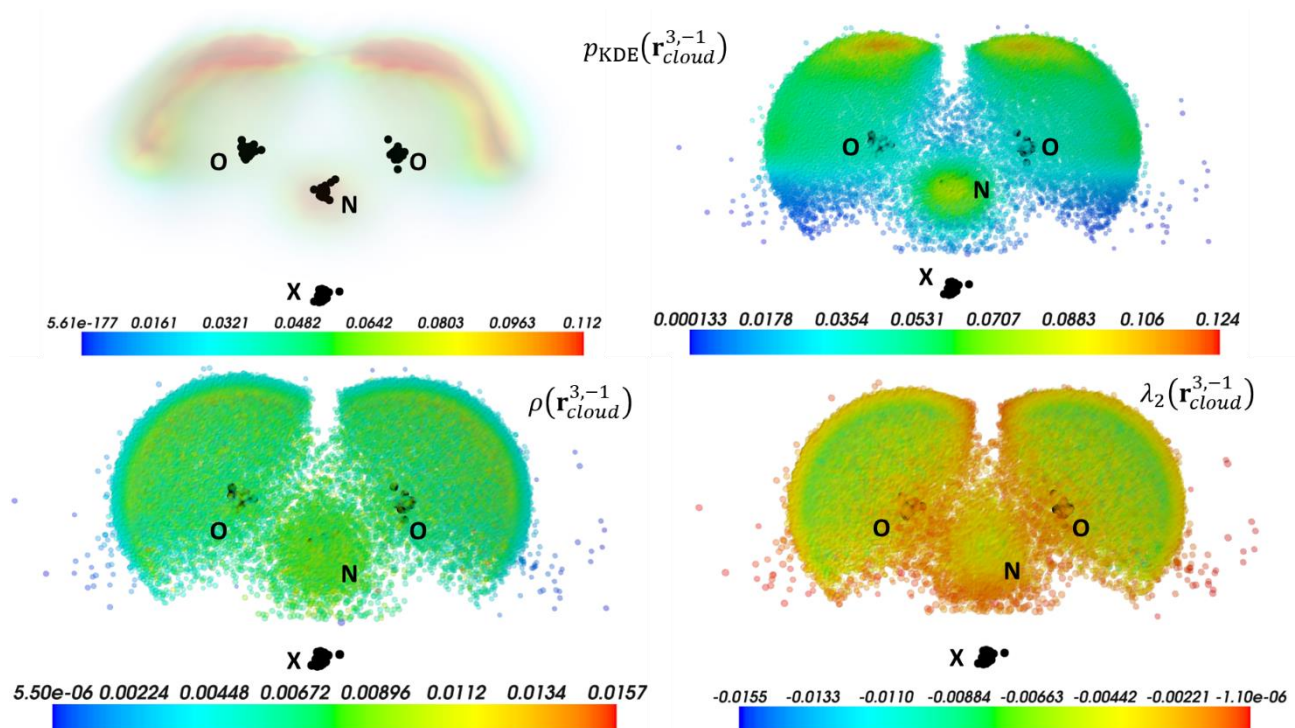 p_KDE(𝐫_cloud^3,−1)
O O
N
X
5.61e-177 0.0161 0.0321 0.0482 0.0642 0.0803 0.0963 0.112
O O
N
X
0.000133 0.0178 0.0354 0.0531 0.0707 0.0883 0.106 0.124
ρ(𝐫_cloud^3,−1)
O O
N
X
5.50e-06 0.00224 0.00448 0.00672 0.00896 0.0112 0.0134 0.0157
λ₂(𝐫_cloud^3,−1)
O O
N
X
-0.0155 -0.0133 -0.0110 -0.00884 -0.00663 -0.00442 -0.00221 -1.10e-06